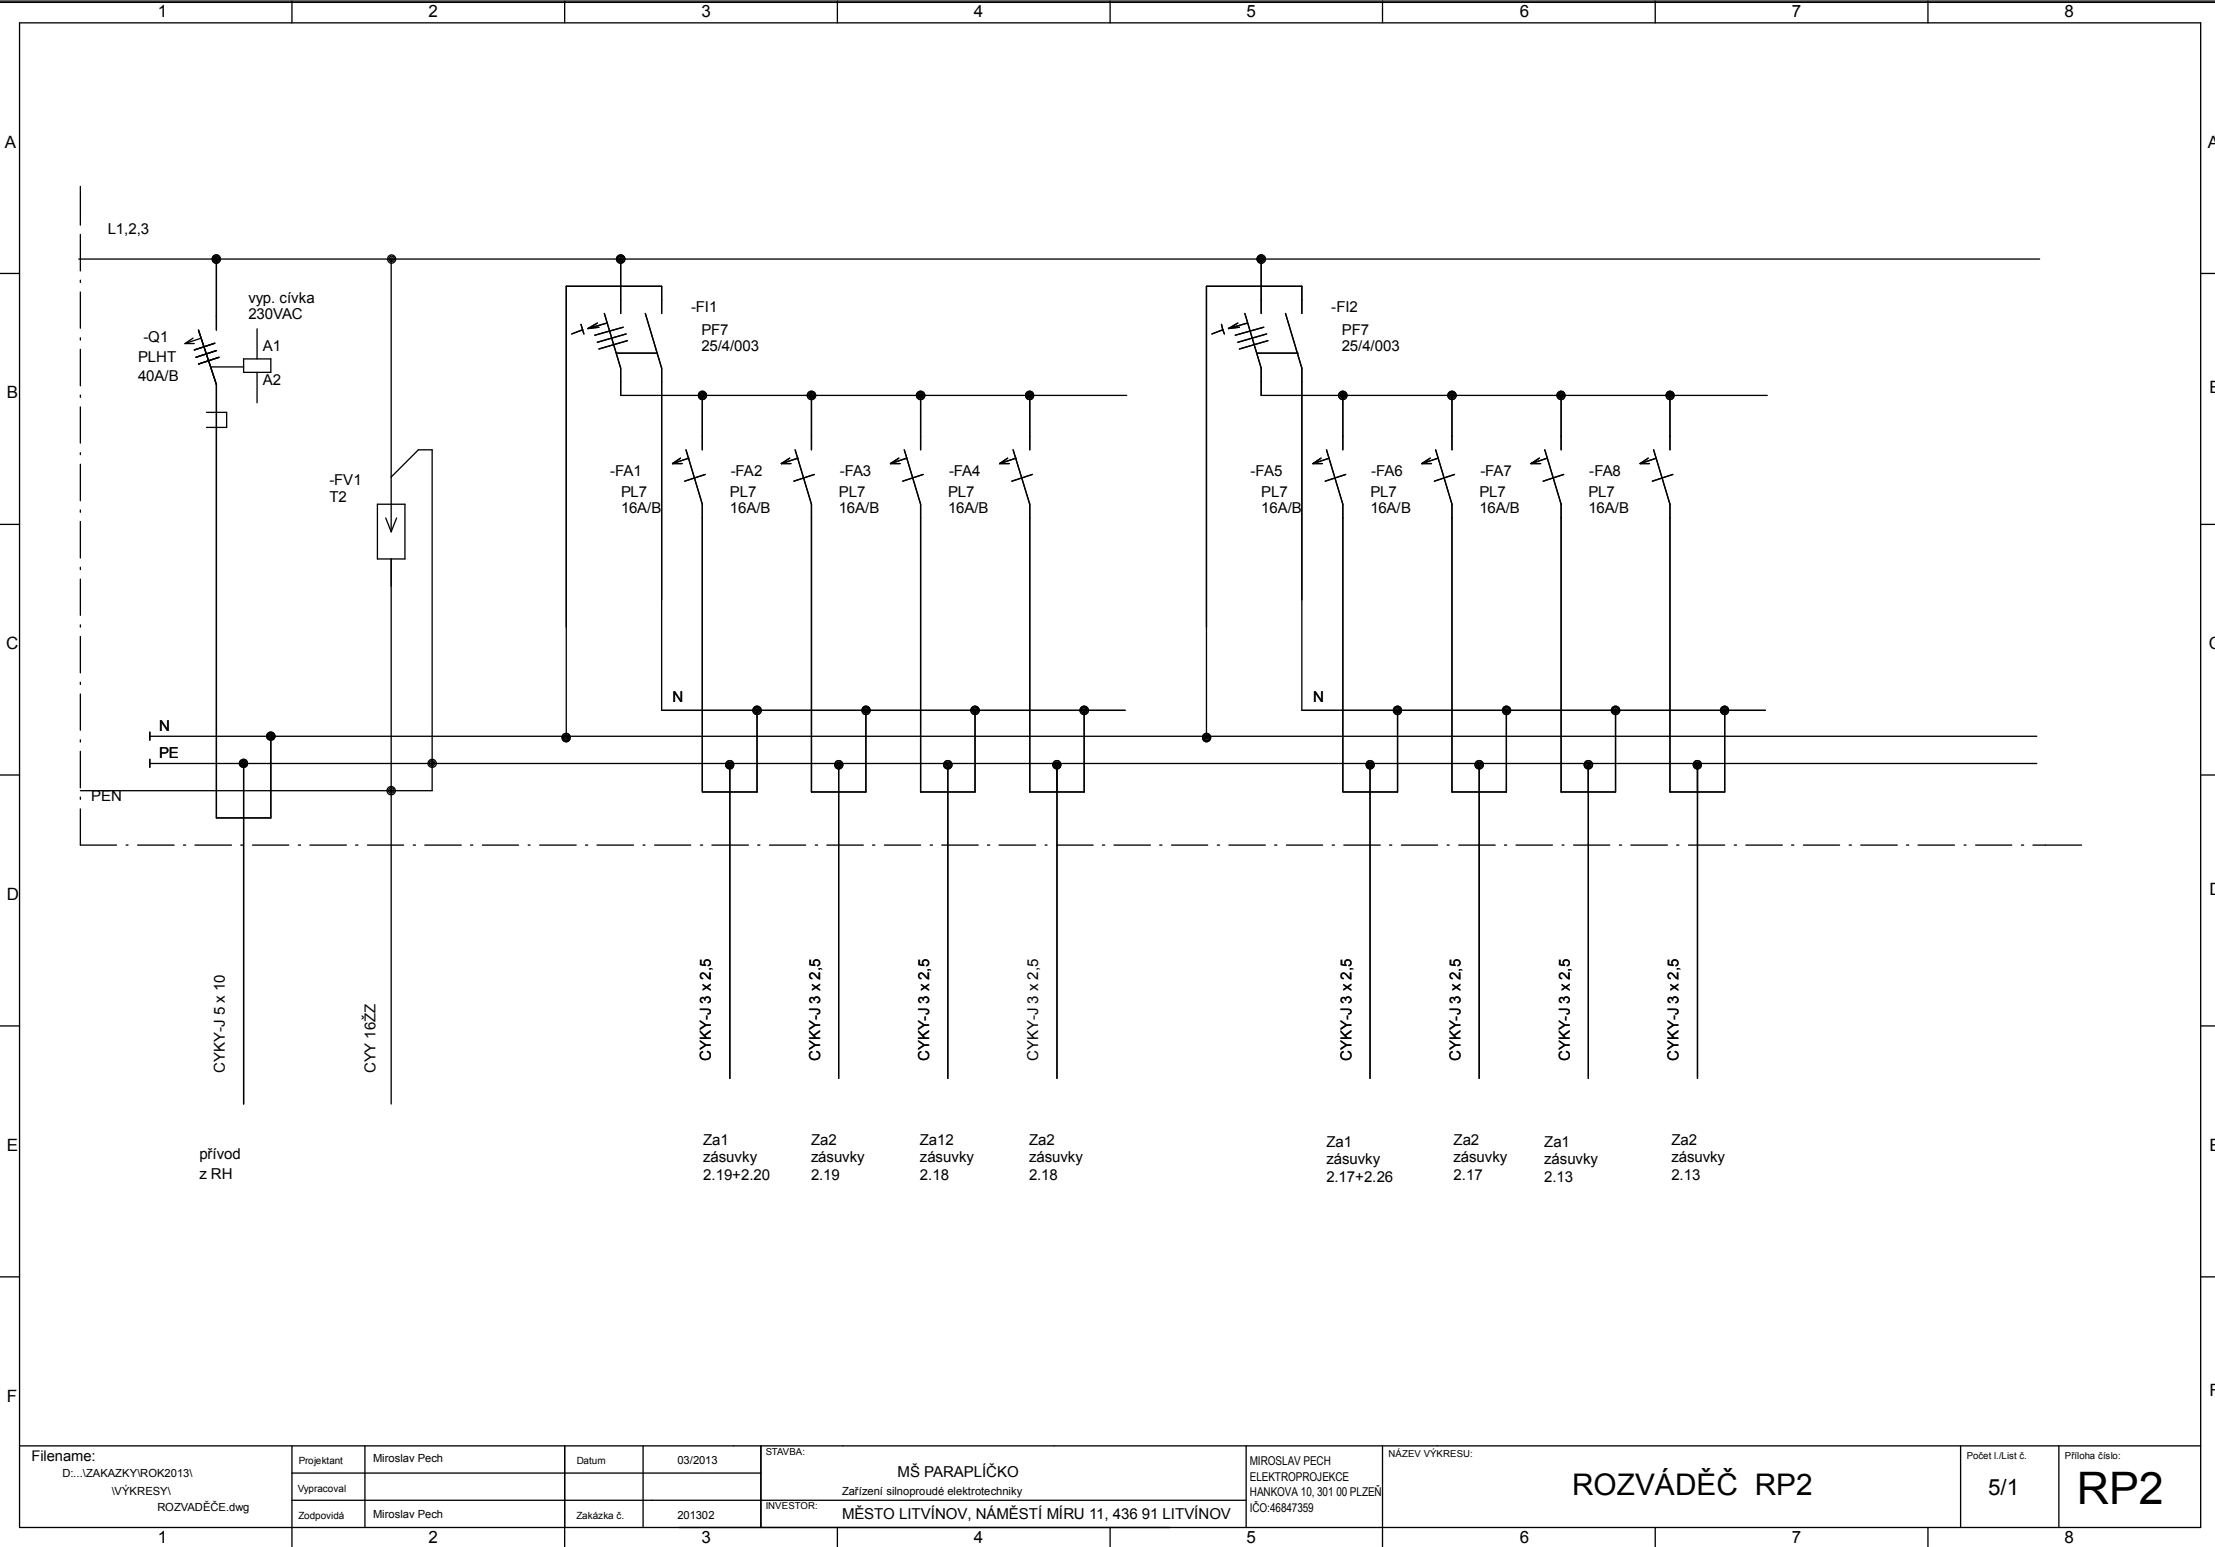 1 2 3 4 5 6 7 8
A
B
C
D
E
F
A
L1,2,3
-Q1
PLHT
40A/B
vyp. cívka
230VAC
A1
A2
-FV1
T2
-FI1
PF7
25/4/003
-FI2
PF7
25/4/003
-FA1
PL7
16A/B
-FA2
PL7
16A/B
-FA3
PL7
16A/B
-FA4
PL7
16A/B
-FA5
PL7
16A/B
-FA6
PL7
16A/B
-FA7
PL7
16A/B
-FA8
PL7
16A/B
N
N
N
PE
PEN
CYKY-J 5 x 10
CYY 16ŽZ
CYKY-J 3 x 2,5
CYKY-J 3 x 2,5
CYKY-J 3 x 2,5
CYKY-J 3 x 2,5
CYKY-J 3 x 2,5
CYKY-J 3 x 2,5
CYKY-J 3 x 2,5
CYKY-J 3 x 2,5
přívod
z RH
Za1
zásuvky
2.19+2.20
Za2
zásuvky
2.19
Za12
zásuvky
2.18
Za2
zásuvky
2.18
Za1
zásuvky
2.17+2.26
Za2
zásuvky
2.17
Za1
zásuvky
2.13
Za2
zásuvky
2.13
Filename:
D:...\ZAKAZKY\ROK2013\
\VÝKRESY\
ROZVADĚČE.dwg
Projektant Miroslav Pech
Vypracoval
Zodpovídá Miroslav Pech
Datum 03/2013
Zakázka č. 201302
STAVBA:
MŠ PARAPLÍČKO
Zařízení silnoproudé elektrotechniky
INVESTOR:
MĚSTO LITVÍNOV, NÁMĚSTÍ MÍRU 11, 436 91 LITVÍNOV
MIROSLAV PECH
ELEKTROPROJEKCE
HANKOVA 10, 301 00 PLZEŇ
IČO:46847359
NÁZEV VÝKRESU:
ROZVÁDĚČ RP2
Počet l./List č.
5/1
Příloha číslo:
RP2
1 2 3 4 5 6 7 8